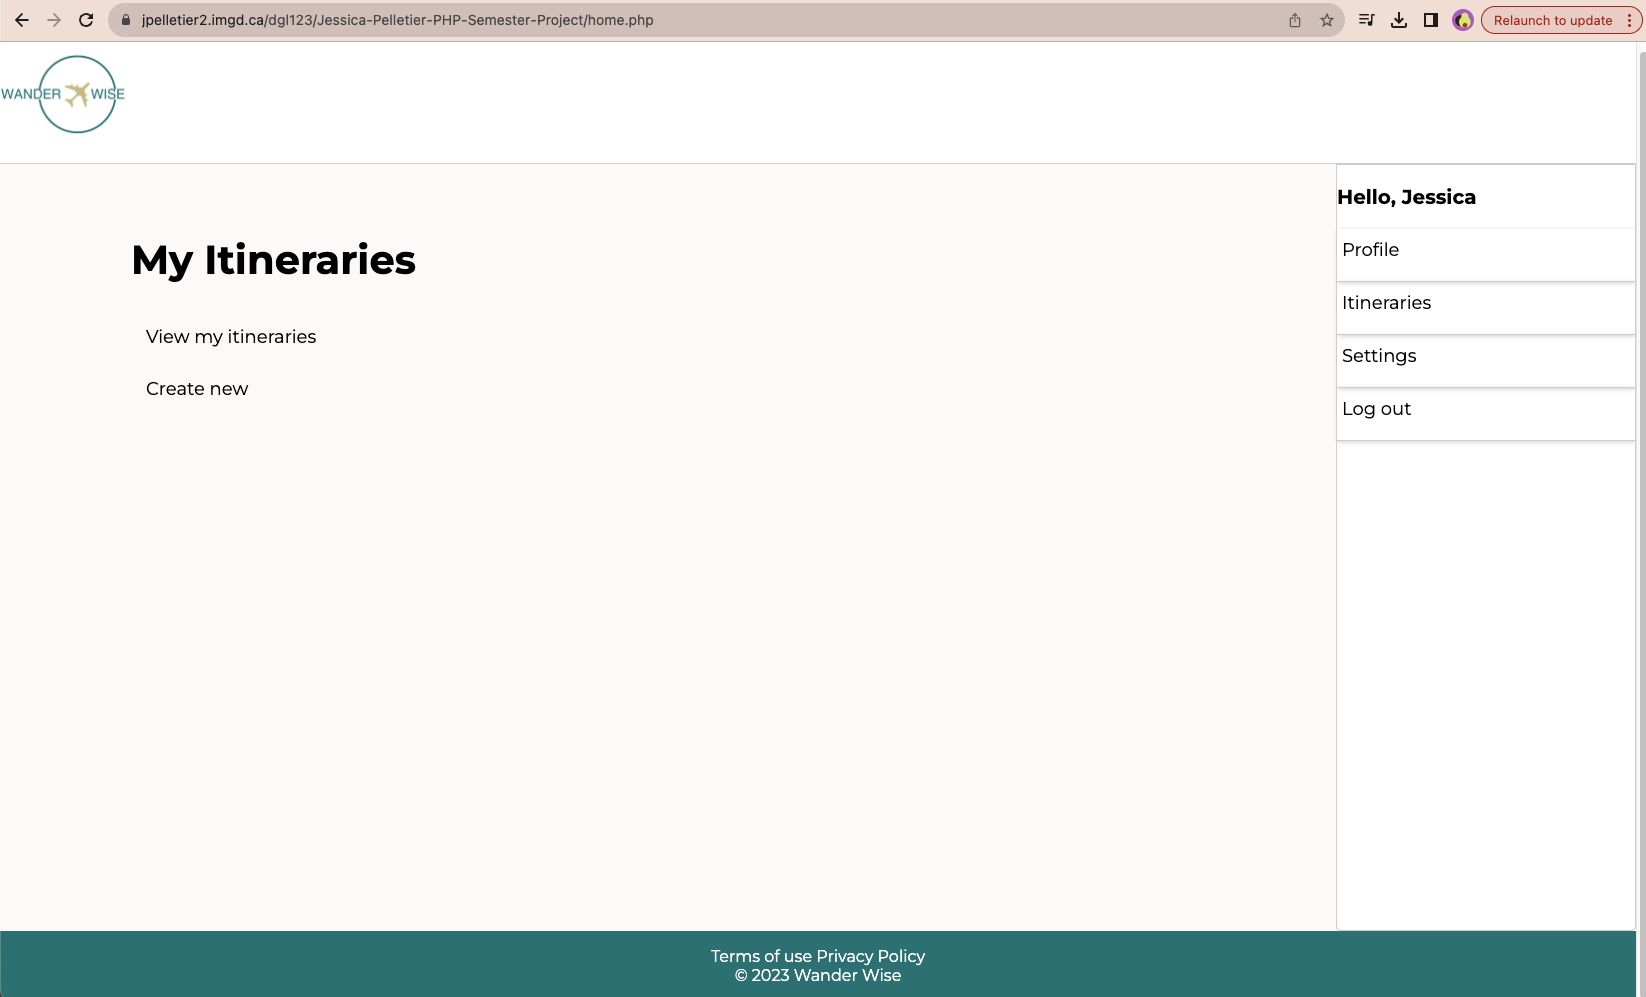 jpelletier2.imgd.ca/dgl123/Jessica-Pelletier-PHP-Semester-Project/home.php
Relaunch to update
WANDER WISE
Hello, Jessica
My Itineraries
Profile
View my itineraries
Itineraries
Create new
Settings
Log out
Terms of use Privacy Policy
© 2023 Wander Wise